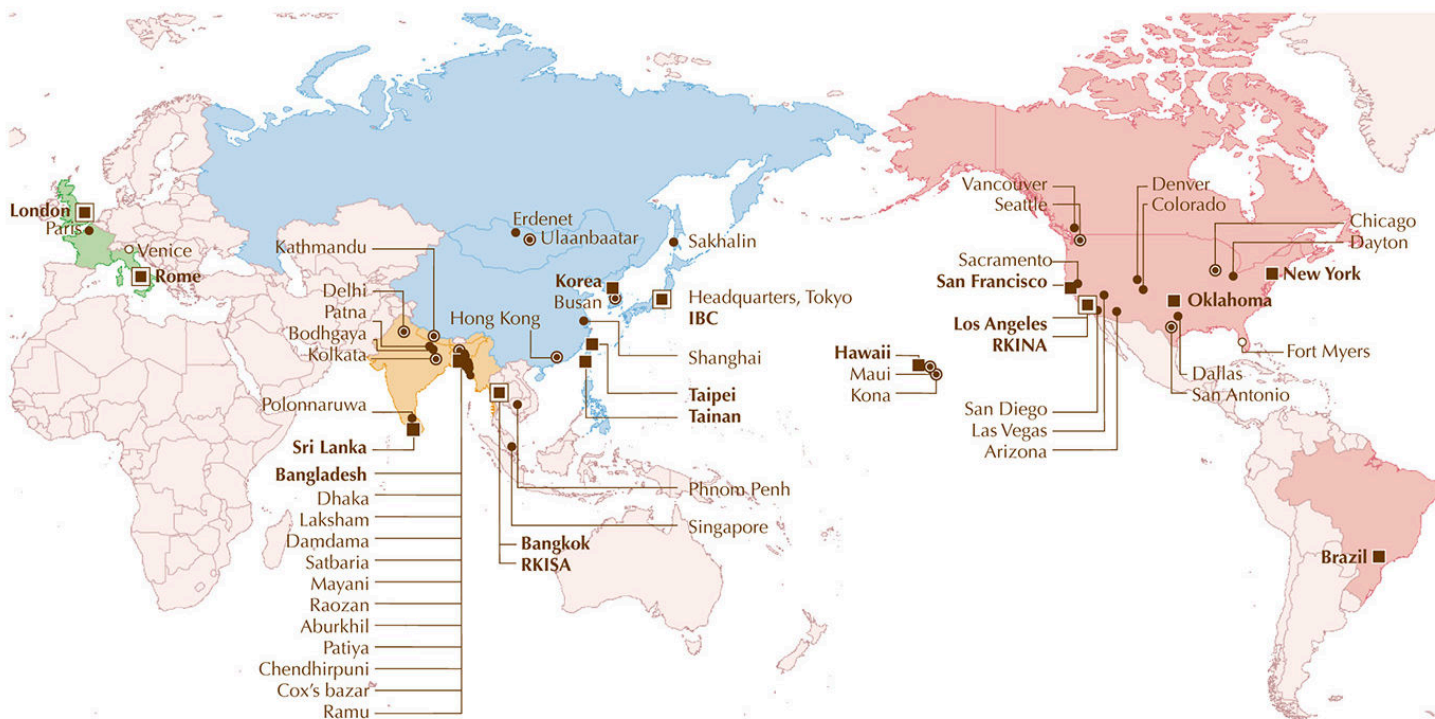 London
Paris
Venice
Rome
Kathmandu
Delhi
Patna
Bodhgaya
Kolkata
Polonnaruwa
Sri Lanka
Bangladesh
Dhaka
Laksham
Damdama
Satbaria
Mayani
Raozan
Aburkhil
Patiya
Chendhirpuni
Cox's bazar
Ramu
Erdenet
Ulaanbaatar
Sakhalin
Korea
Busan
Headquarters, Tokyo
IBC
Hong Kong
Shanghai
Taipei
Tainan
Phnom Penh
Singapore
Bangkok
RKISA
Hawaii
Maui
Kona
Vancouver
Seattle
Sacramento
San Francisco
Los Angeles
RKINA
San Diego
Las Vegas
Arizona
Denver
Colorado
Chicago
Dayton
New York
Oklahoma
Fort Myers
Dallas
San Antonio
Brazil